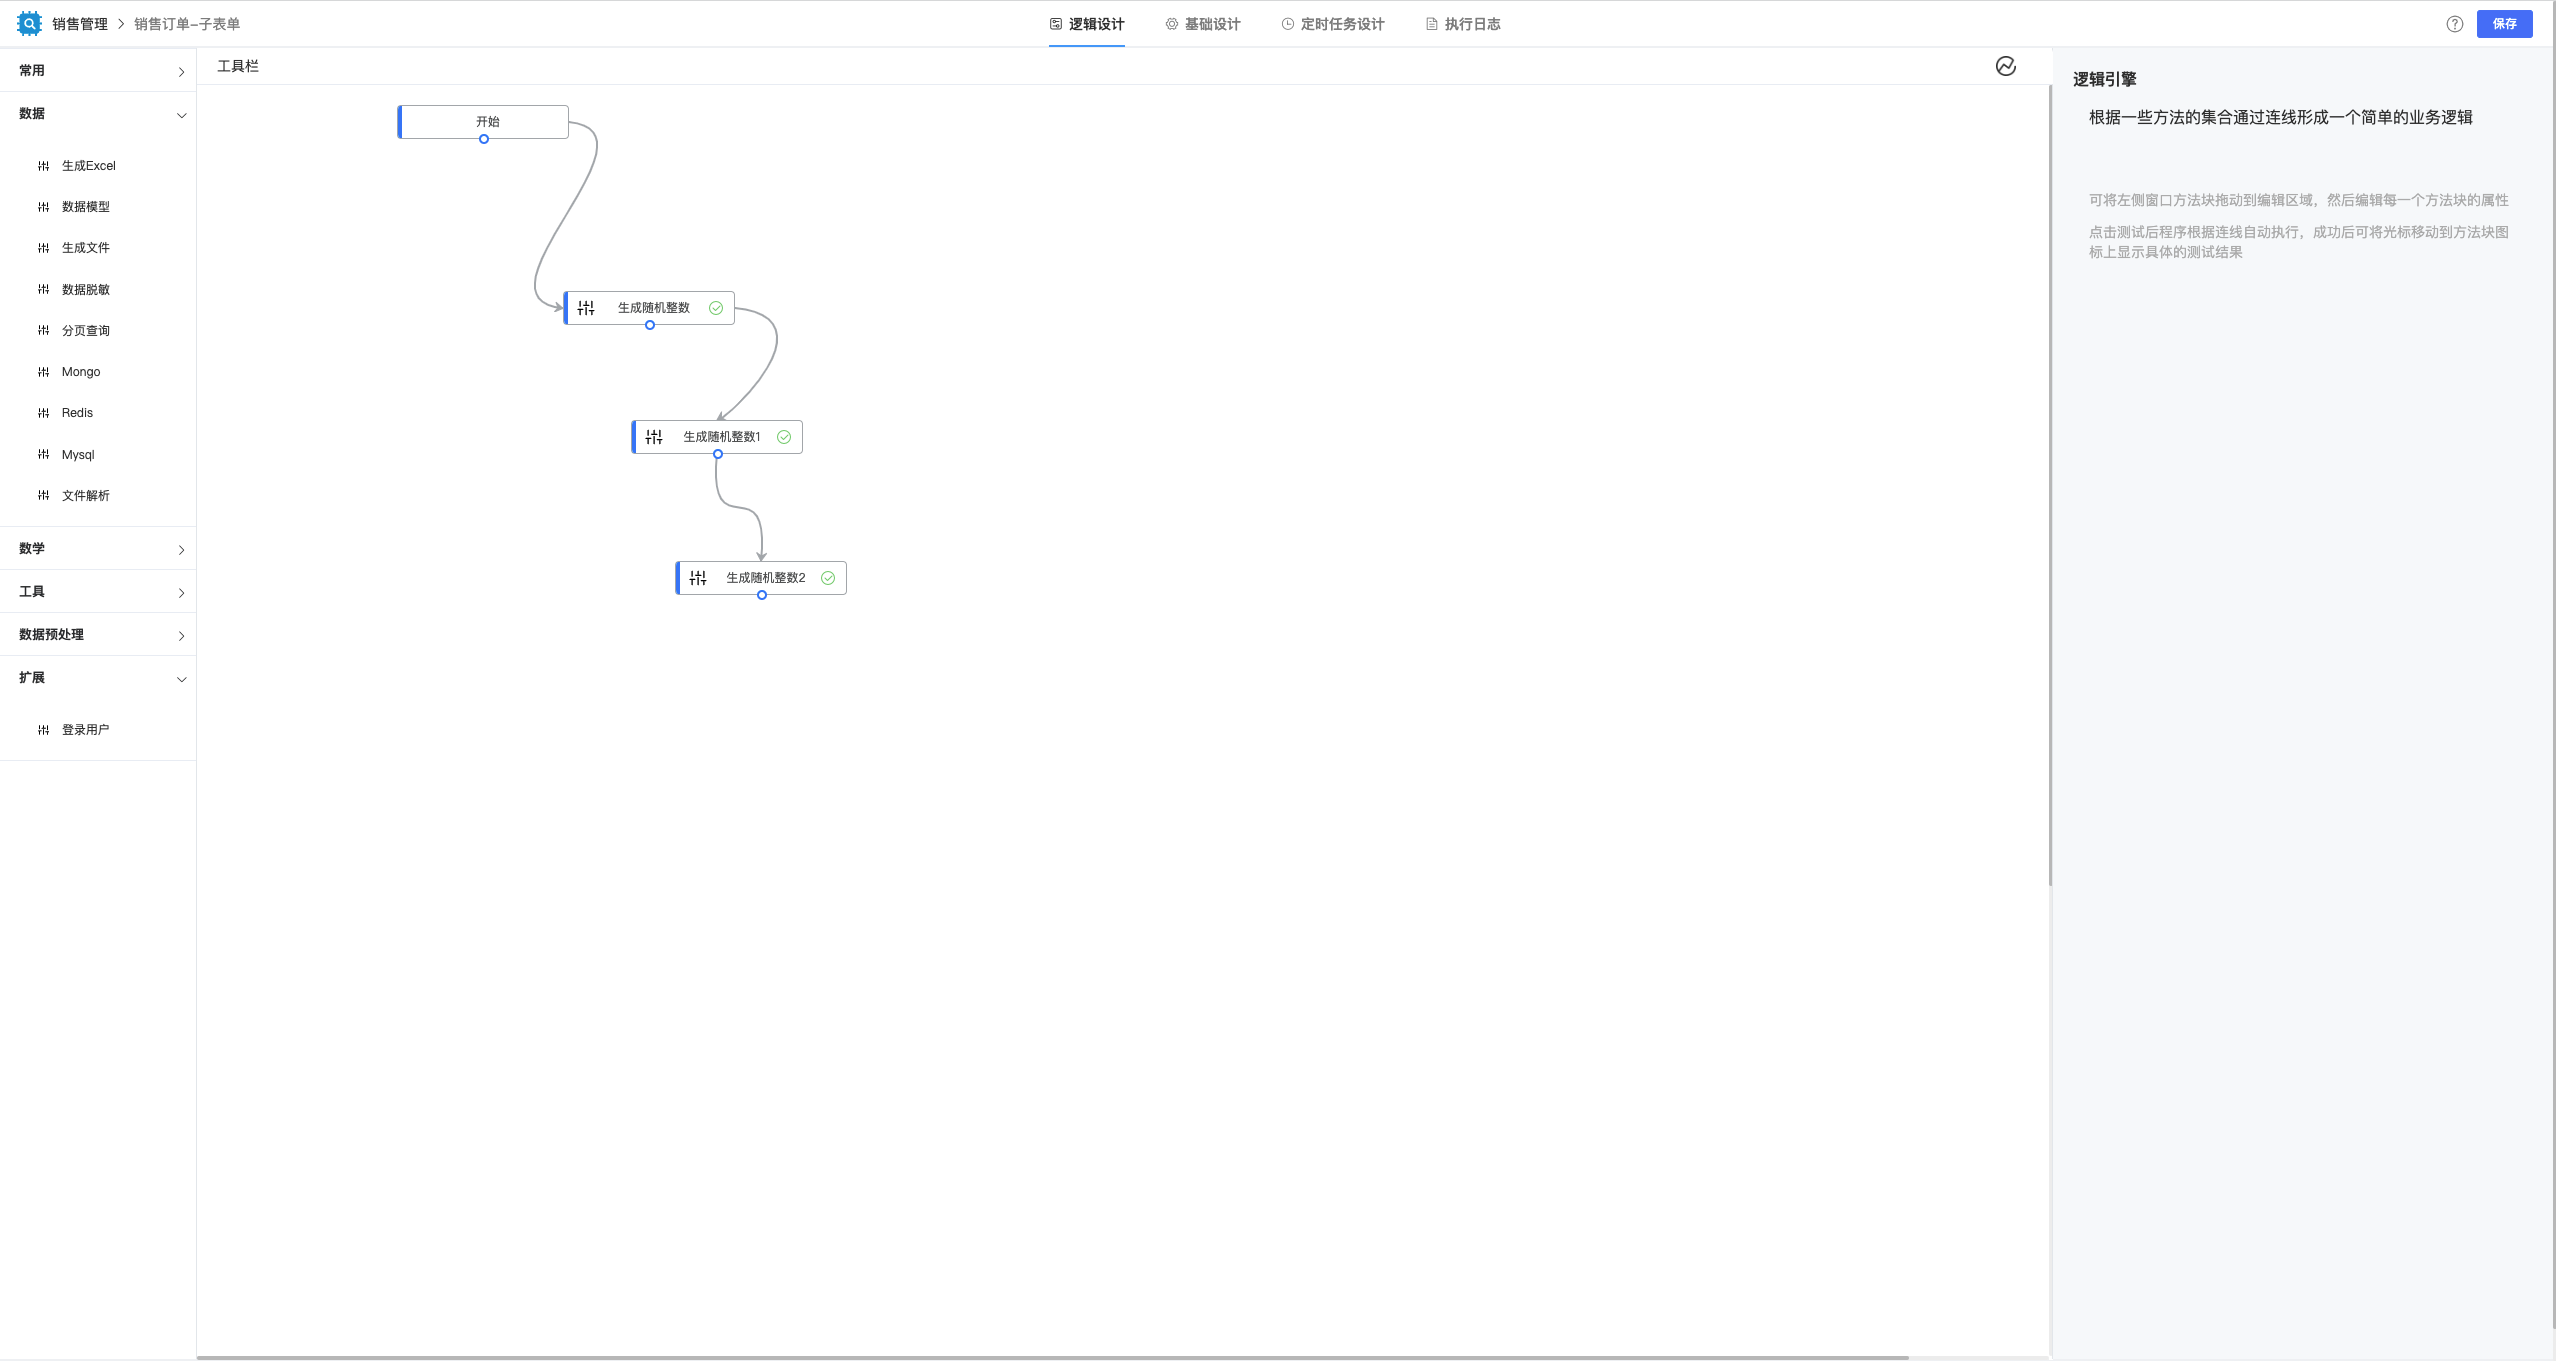 销售管理 > 销售订单-子表单
逻辑设计
基础设计
定时任务设计
执行日志
保存
常用
数据
生成Excel
数据模型
生成文件
数据脱敏
分页查询
Mongo
Redis
Mysql
文件解析
数学
工具
数据预处理
扩展
登录用户
工具栏
开始
生成随机整数
生成随机整数1
生成随机整数2
逻辑引擎
根据一些方法的集合通过连线形成一个简单的业务逻辑
可将左侧窗口方法块拖动到编辑区域，然后编辑每一个方法块的属性
点击测试后程序根据连线自动执行，成功后可将光标移动到方法块图
标上显示具体的测试结果